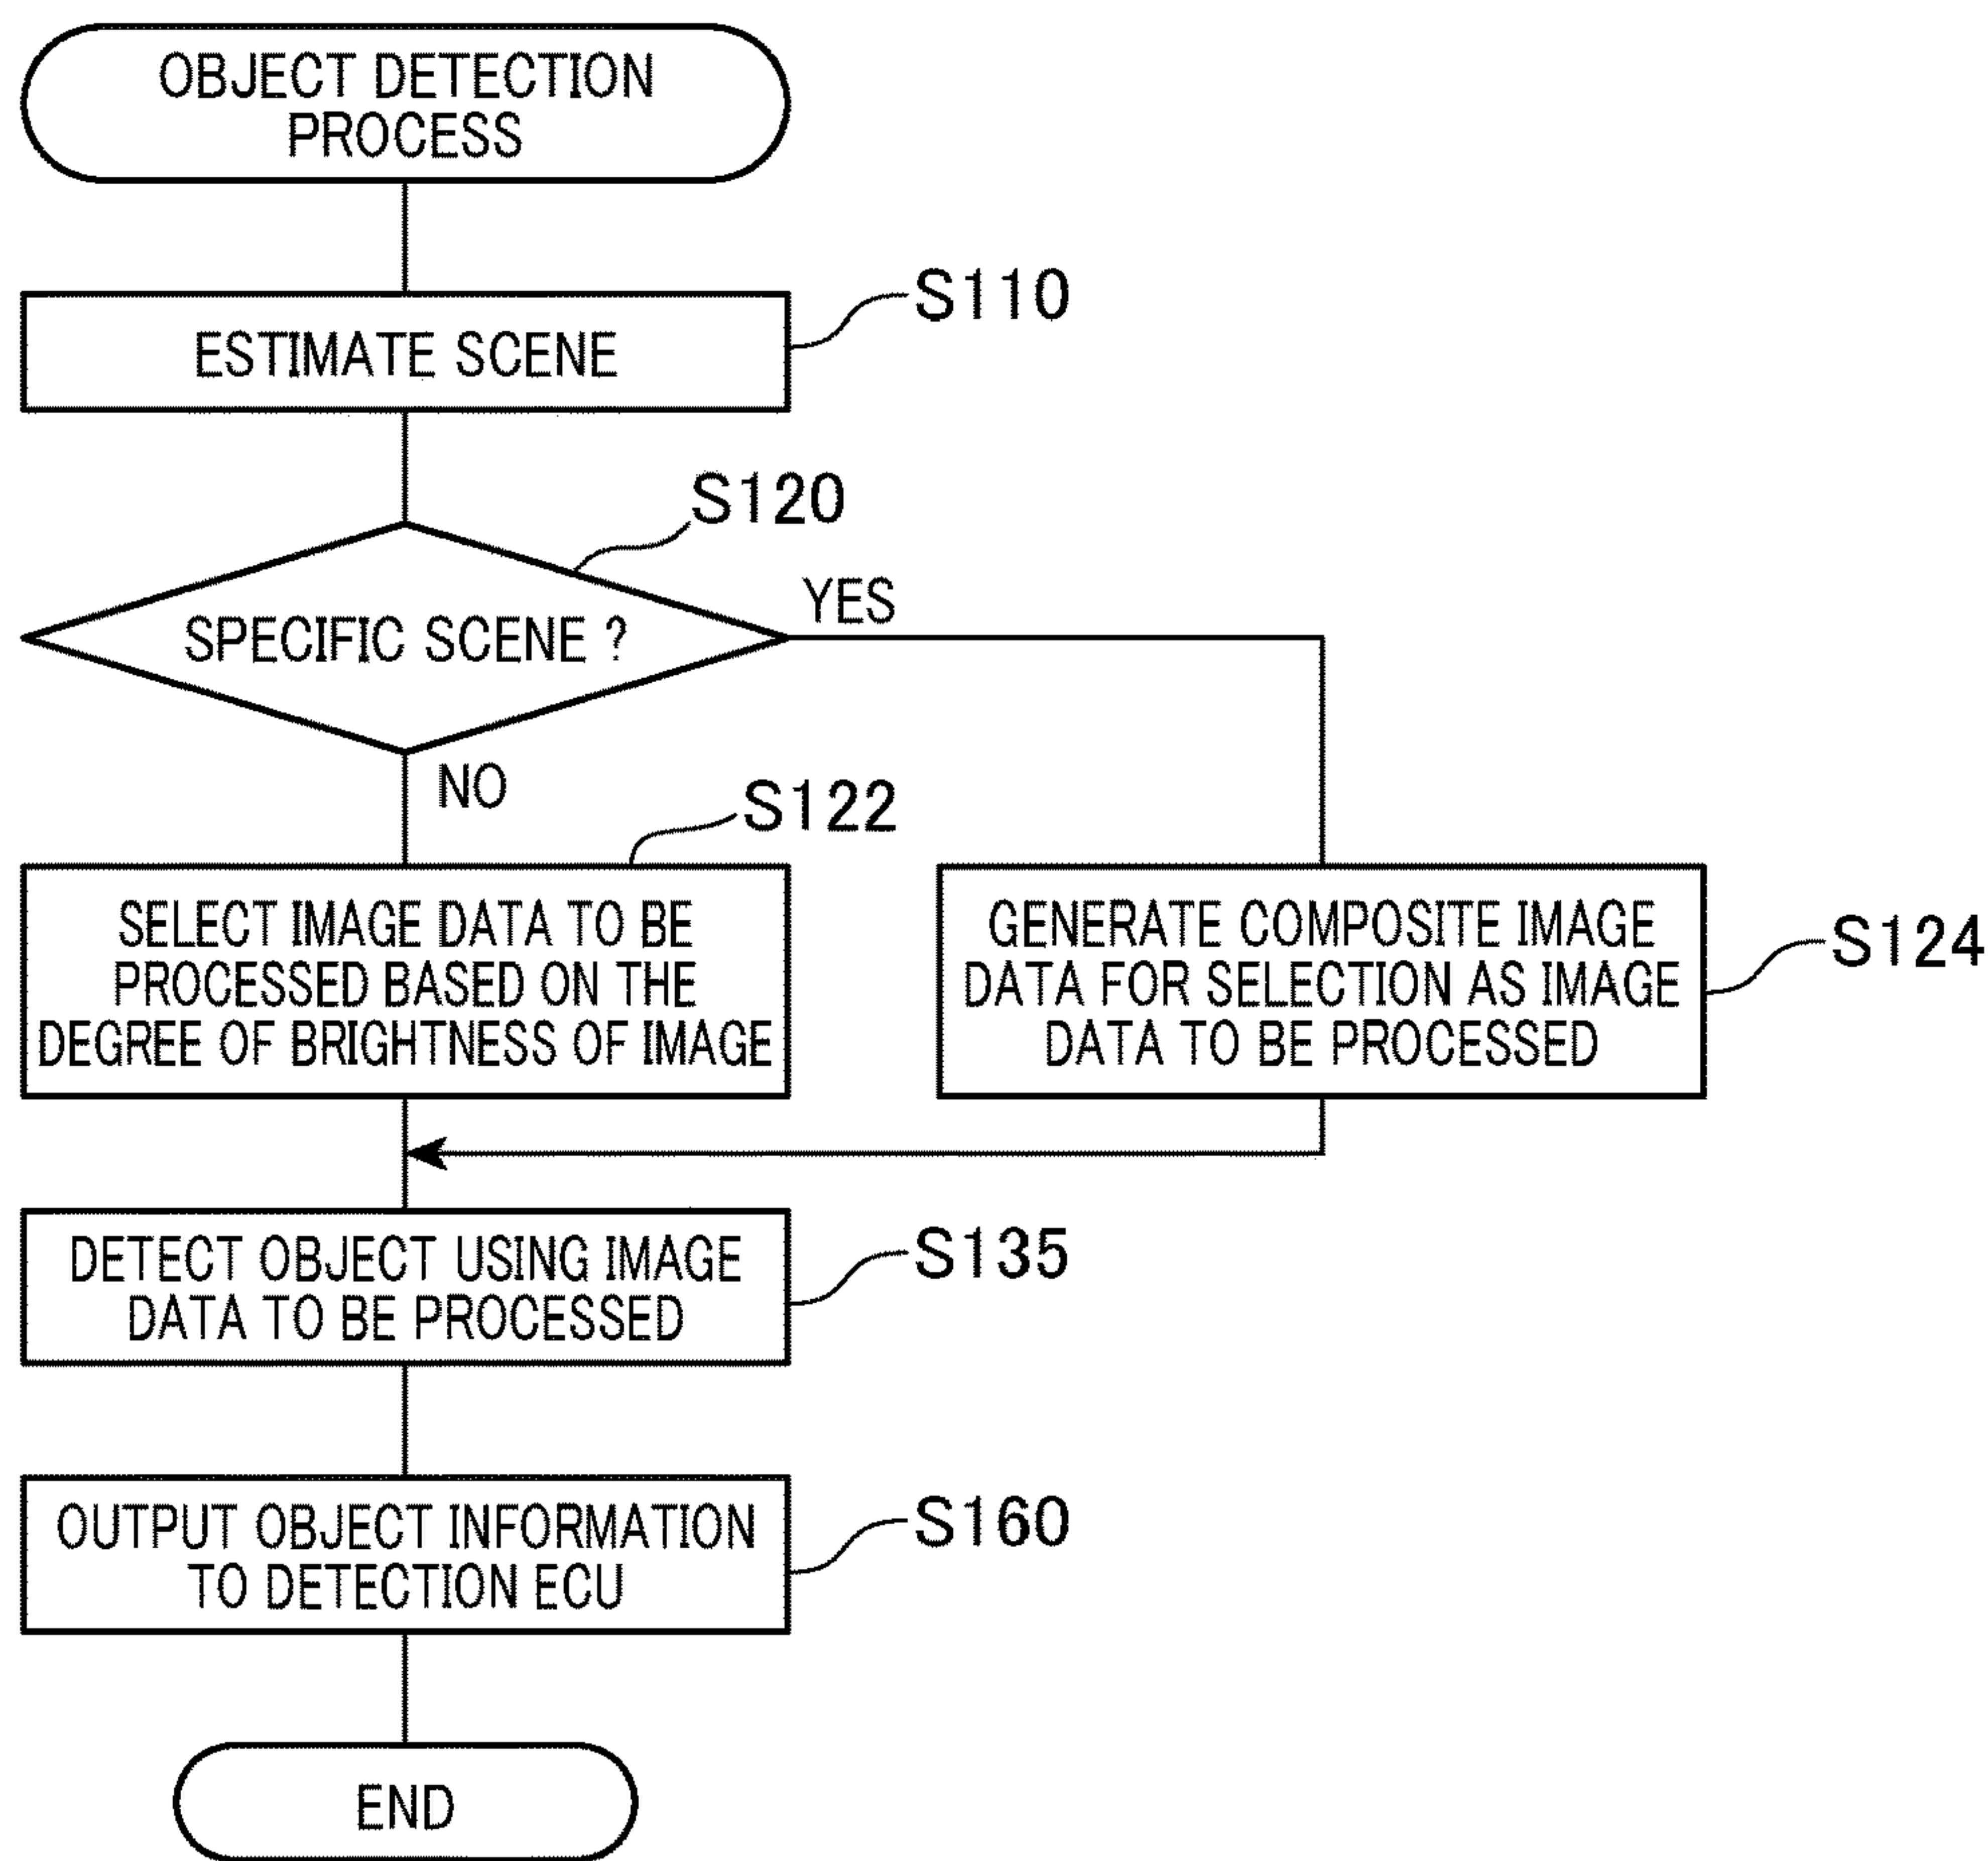 OBJECT DETECTION
PROCESS
S110
ESTIMATE SCENE
S120
SPECIFIC SCENE ?
YES
NO
S122
SELECT IMAGE DATA TO BE
PROCESSED BASED ON THE
DEGREE OF BRIGHTNESS OF IMAGE
GENERATE COMPOSITE IMAGE
DATA FOR SELECTION AS IMAGE
DATA TO BE PROCESSED
S124
DETECT OBJECT USING IMAGE
DATA TO BE PROCESSED
S135
OUTPUT OBJECT INFORMATION
TO DETECTION ECU
S160
END